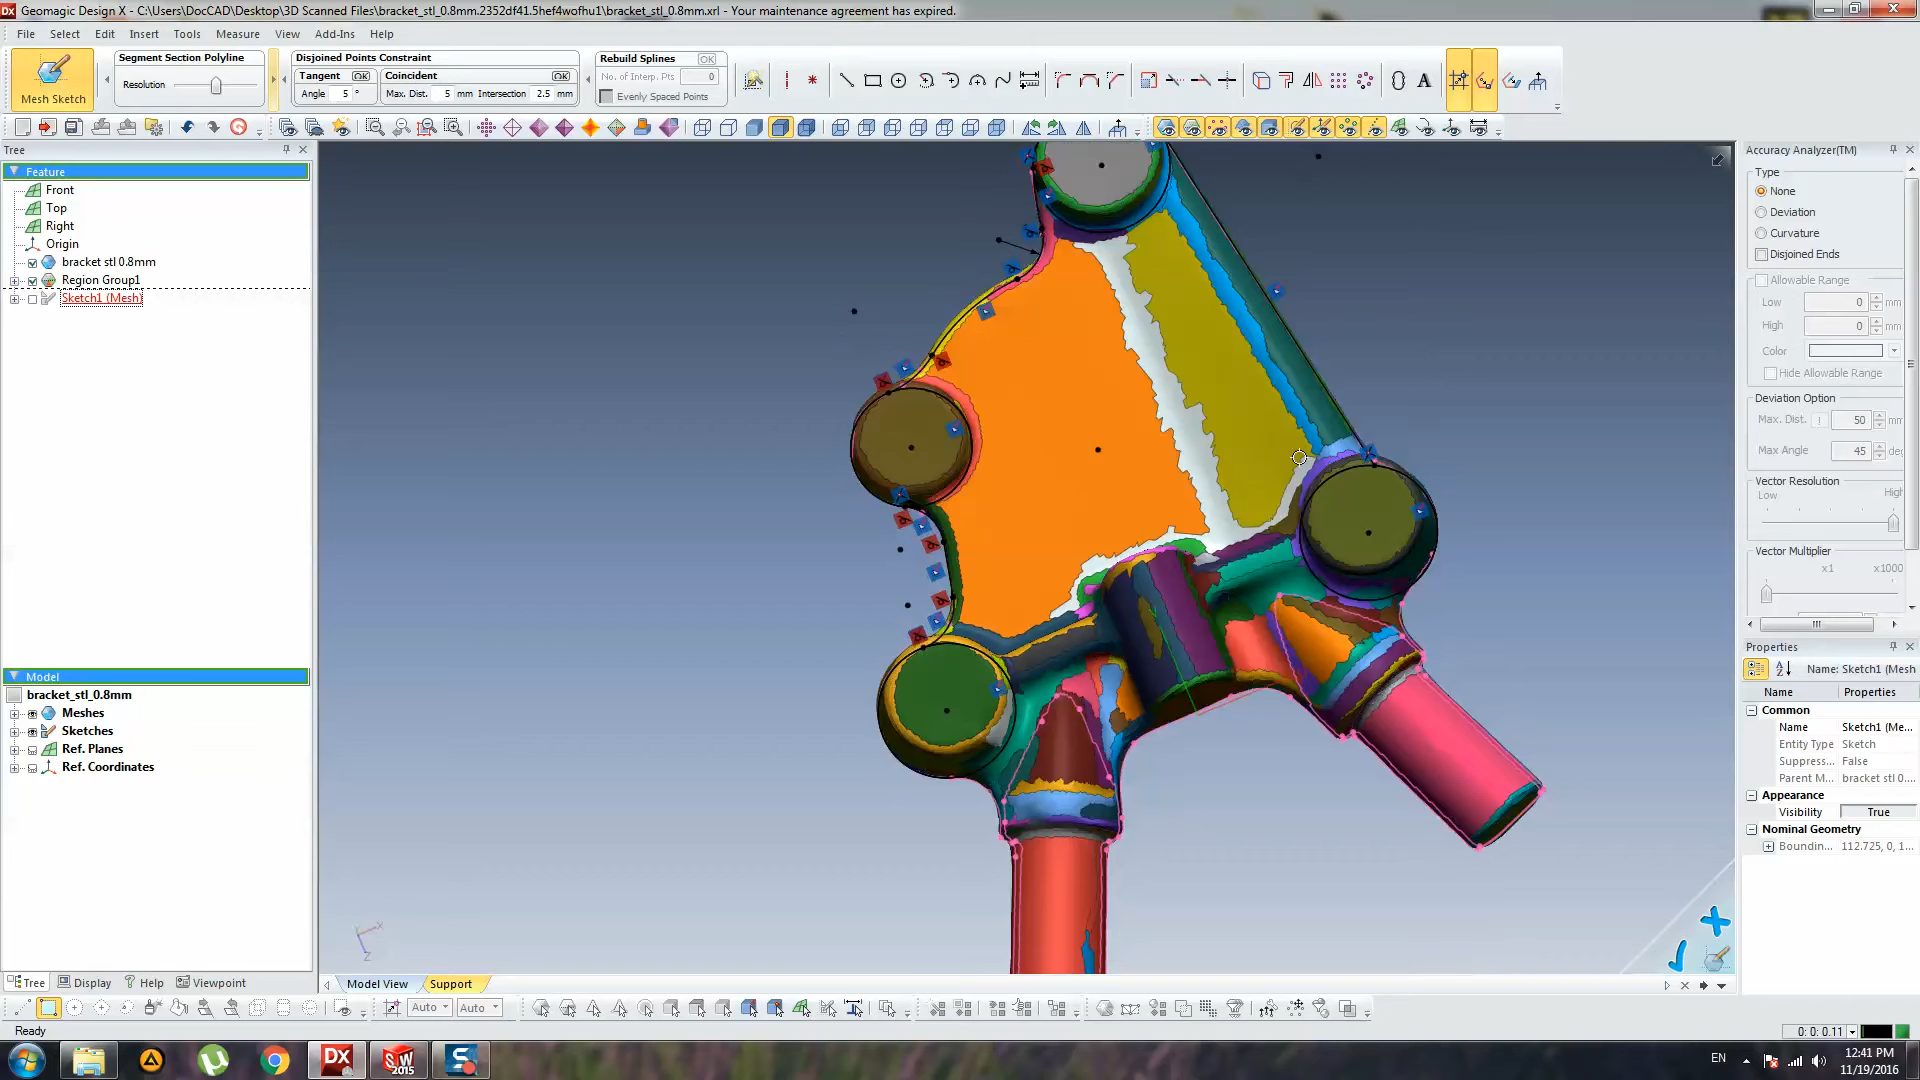 Geomagic Design X - C:\Users\DocCAD\Desktop\3D Scanned Files\bracket_stl_0.8mm.2352df41.5hef4wofhu1\bracket_stl_0.8mm.xrl - Your maintenance agreement has expired.
File Select Edit Insert Tools Measure View Add-Ins Help
Mesh Sketch
Segment Section Polyline
Resolution
Disjoined Points Constraint
Tangent OK Coincident OK
Angle 5 ° Max. Dist. 5 mm Intersection 2.5 mm
Rebuild Splines OK
No. of Interp. Pts 0
Evenly Spaced Points
Tree
Feature
Front
Top
Right
Origin
bracket stl 0.8mm
Region Group1
Sketch1 (Mesh)
Model
bracket_stl_0.8mm
Meshes
Sketches
Ref. Planes
Ref. Coordinates
Tree Display Help Viewpoint
Model View Support
Accuracy Analyzer(TM)
Type
None
Deviation
Curvature
Disjoined Ends
Allowable Range
Low 0 mm
High 0 mm
Color
Hide Allowable Range
Deviation Option
Max. Dist. 50 mm
Max Angle 45 deg
Vector Resolution
Low High
Vector Multiplier
x1 x1000
Properties
Name: Sketch1 (Mesh
Name Properties
Common
Name Sketch1 (Me...
Entity Type Sketch
Suppress... False
Parent M... bracket stl 0....
Appearance
Visibility True
Nominal Geometry
Boundin... 112.725, 0, 1...
Auto Auto
Ready
0: 0: 0.11
DX SW 2015 S
EN
12:41 PM
11/19/2016